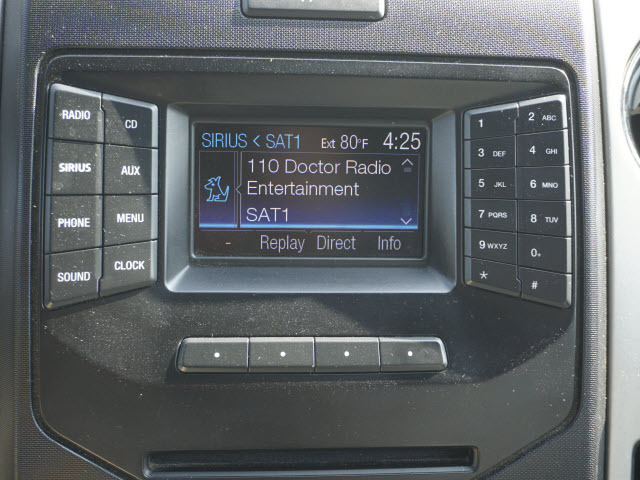 RADIO
CD
SIRIUS
AUX
PHONE
MENU
SOUND
CLOCK
SIRIUS < SAT1 Ext 80°F 4:25
110 Doctor Radio
Entertainment
SAT1
- Replay Direct Info
1
2 ABC
3 DEF
4 GHI
5 JKL
6 MNO
7 PQRS
8 TUV
9 WXYZ
0+
*
#